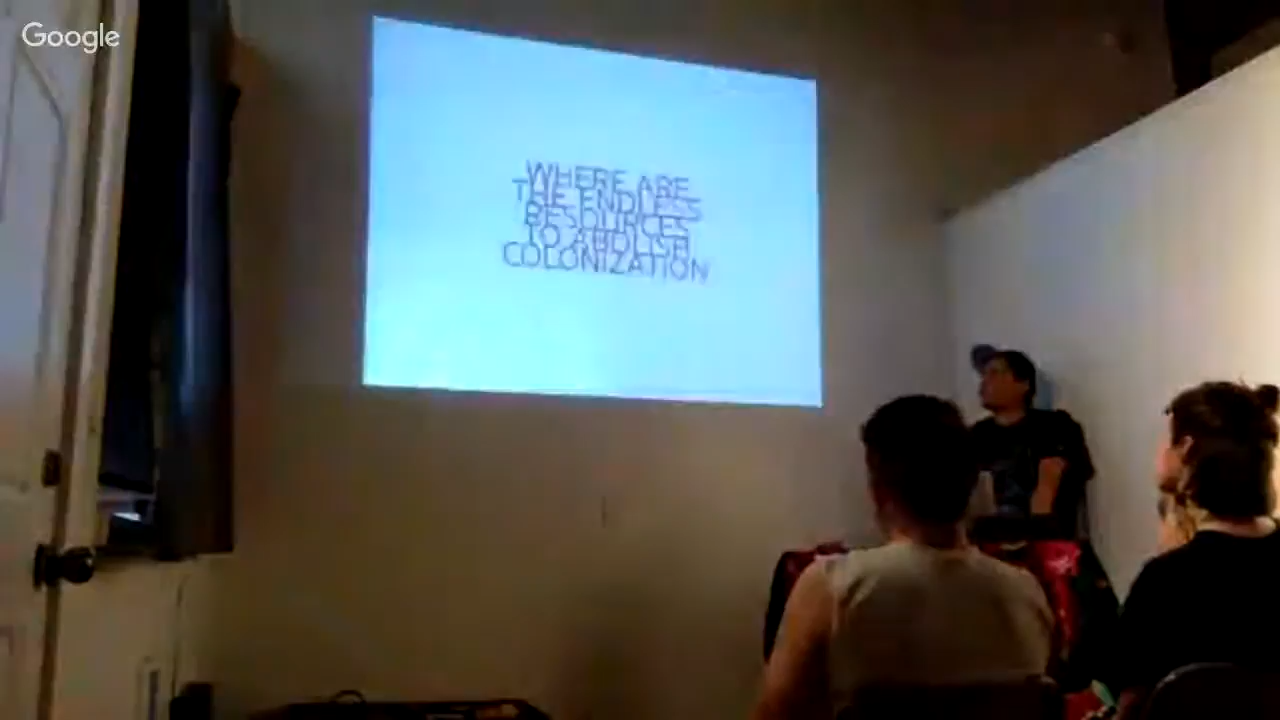 Google
WHERE ARE
THE ENDLESS
RESOURCES
TO ABOLISH
COLONIZATION